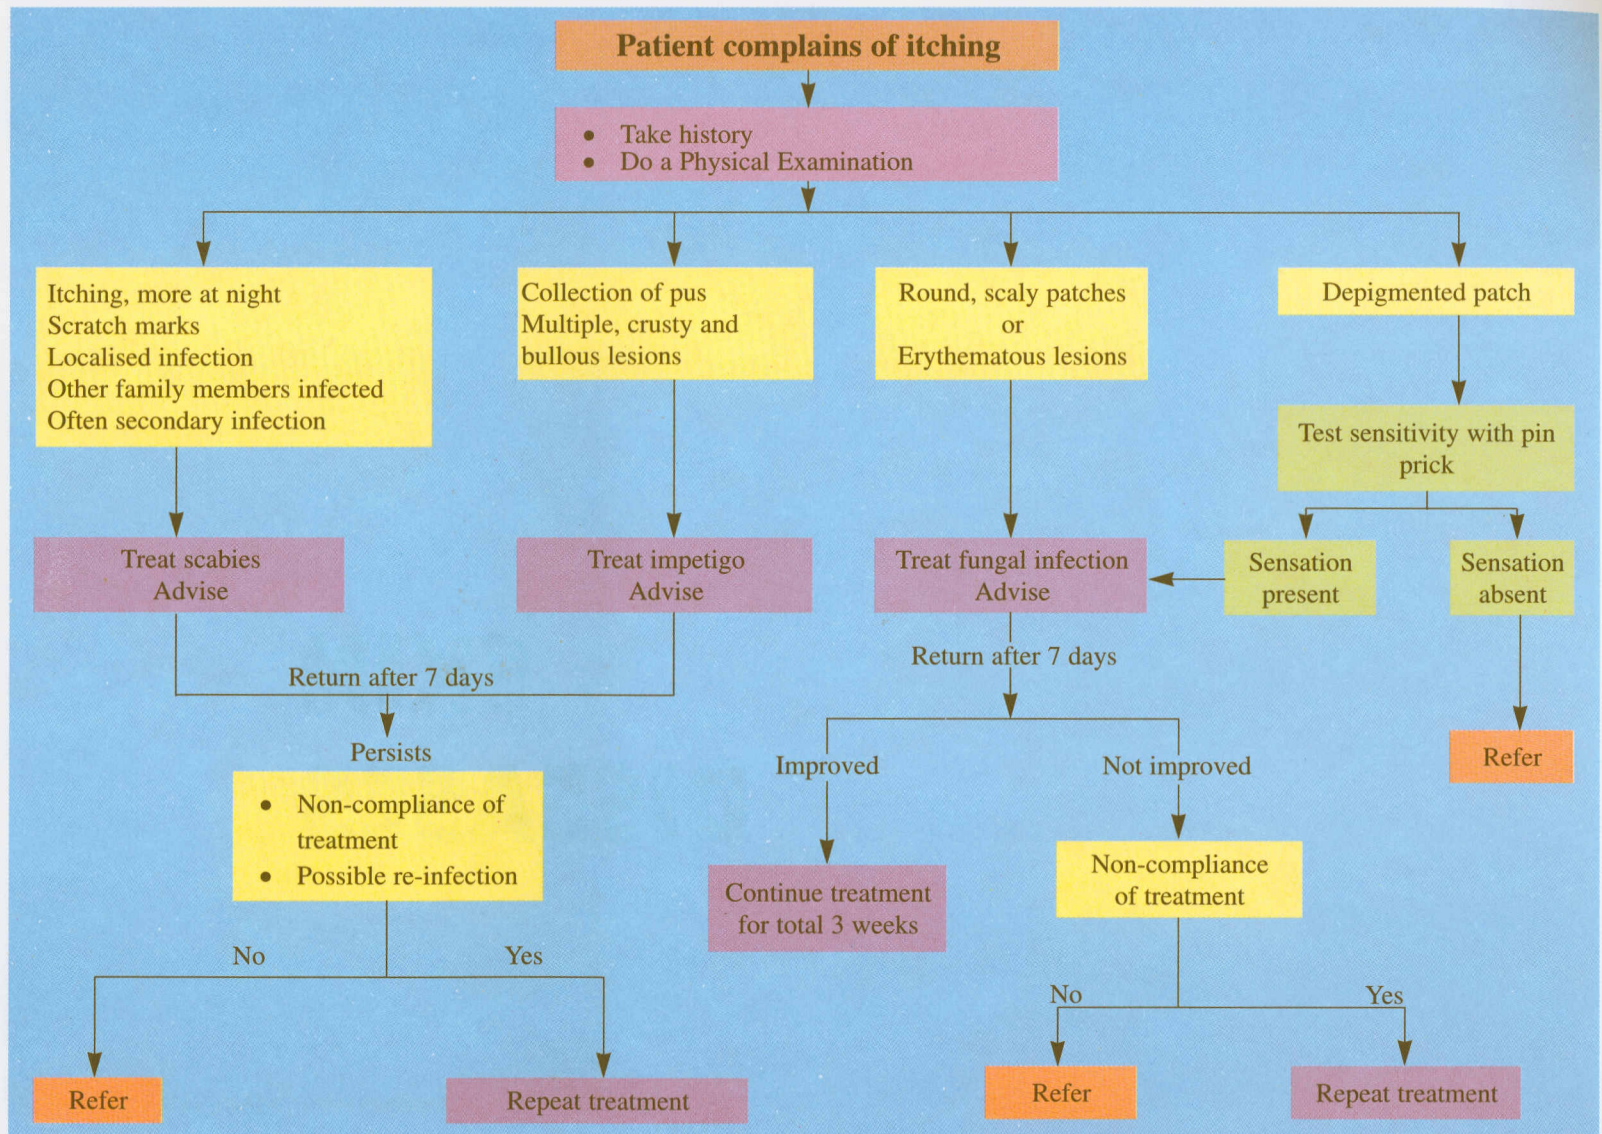 Patient complains of itching
● Take history
● Do a Physical Examination
Itching, more at night
Scratch marks
Localised infection
Other family members infected
Often secondary infection
Collection of pus
Multiple, crusty and
bullous lesions
Round, scaly patches
or
Erythematous lesions
Depigmented patch
Test sensitivity with pin
prick
Treat scabies
Advise
Treat impetigo
Advise
Treat fungal infection
Advise
Sensation
present
Sensation
absent
Return after 7 days
Return after 7 days
Persists
Improved
Not improved
Refer
● Non-compliance of
treatment
● Possible re-infection
Continue treatment
for total 3 weeks
Non-compliance
of treatment
No
Yes
No
Yes
Refer
Repeat treatment
Refer
Repeat treatment